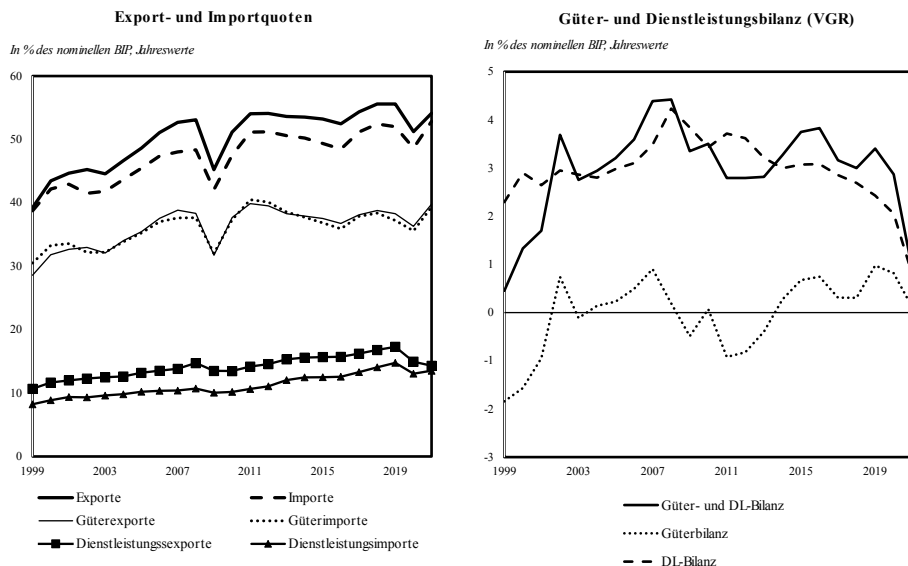 Export- und Importquoten
In % des nominellen BIP, Jahreswerte
60
50
40
30
20
10
0
1999 2003 2007 2011 2015 2019
Exporte Importe
Güterexporte Güterimporte
Dienstleistungssexporte Dienstleistungsimporte
Güter- und Dienstleistungsbilanz (VGR)
In % des nominellen BIP, Jahreswerte
5
4
3
2
1
0
-1
-2
-3
1999 2003 2007 2011 2015 2019
Güter- und DL-Bilanz
Güterbilanz
DL-Bilanz